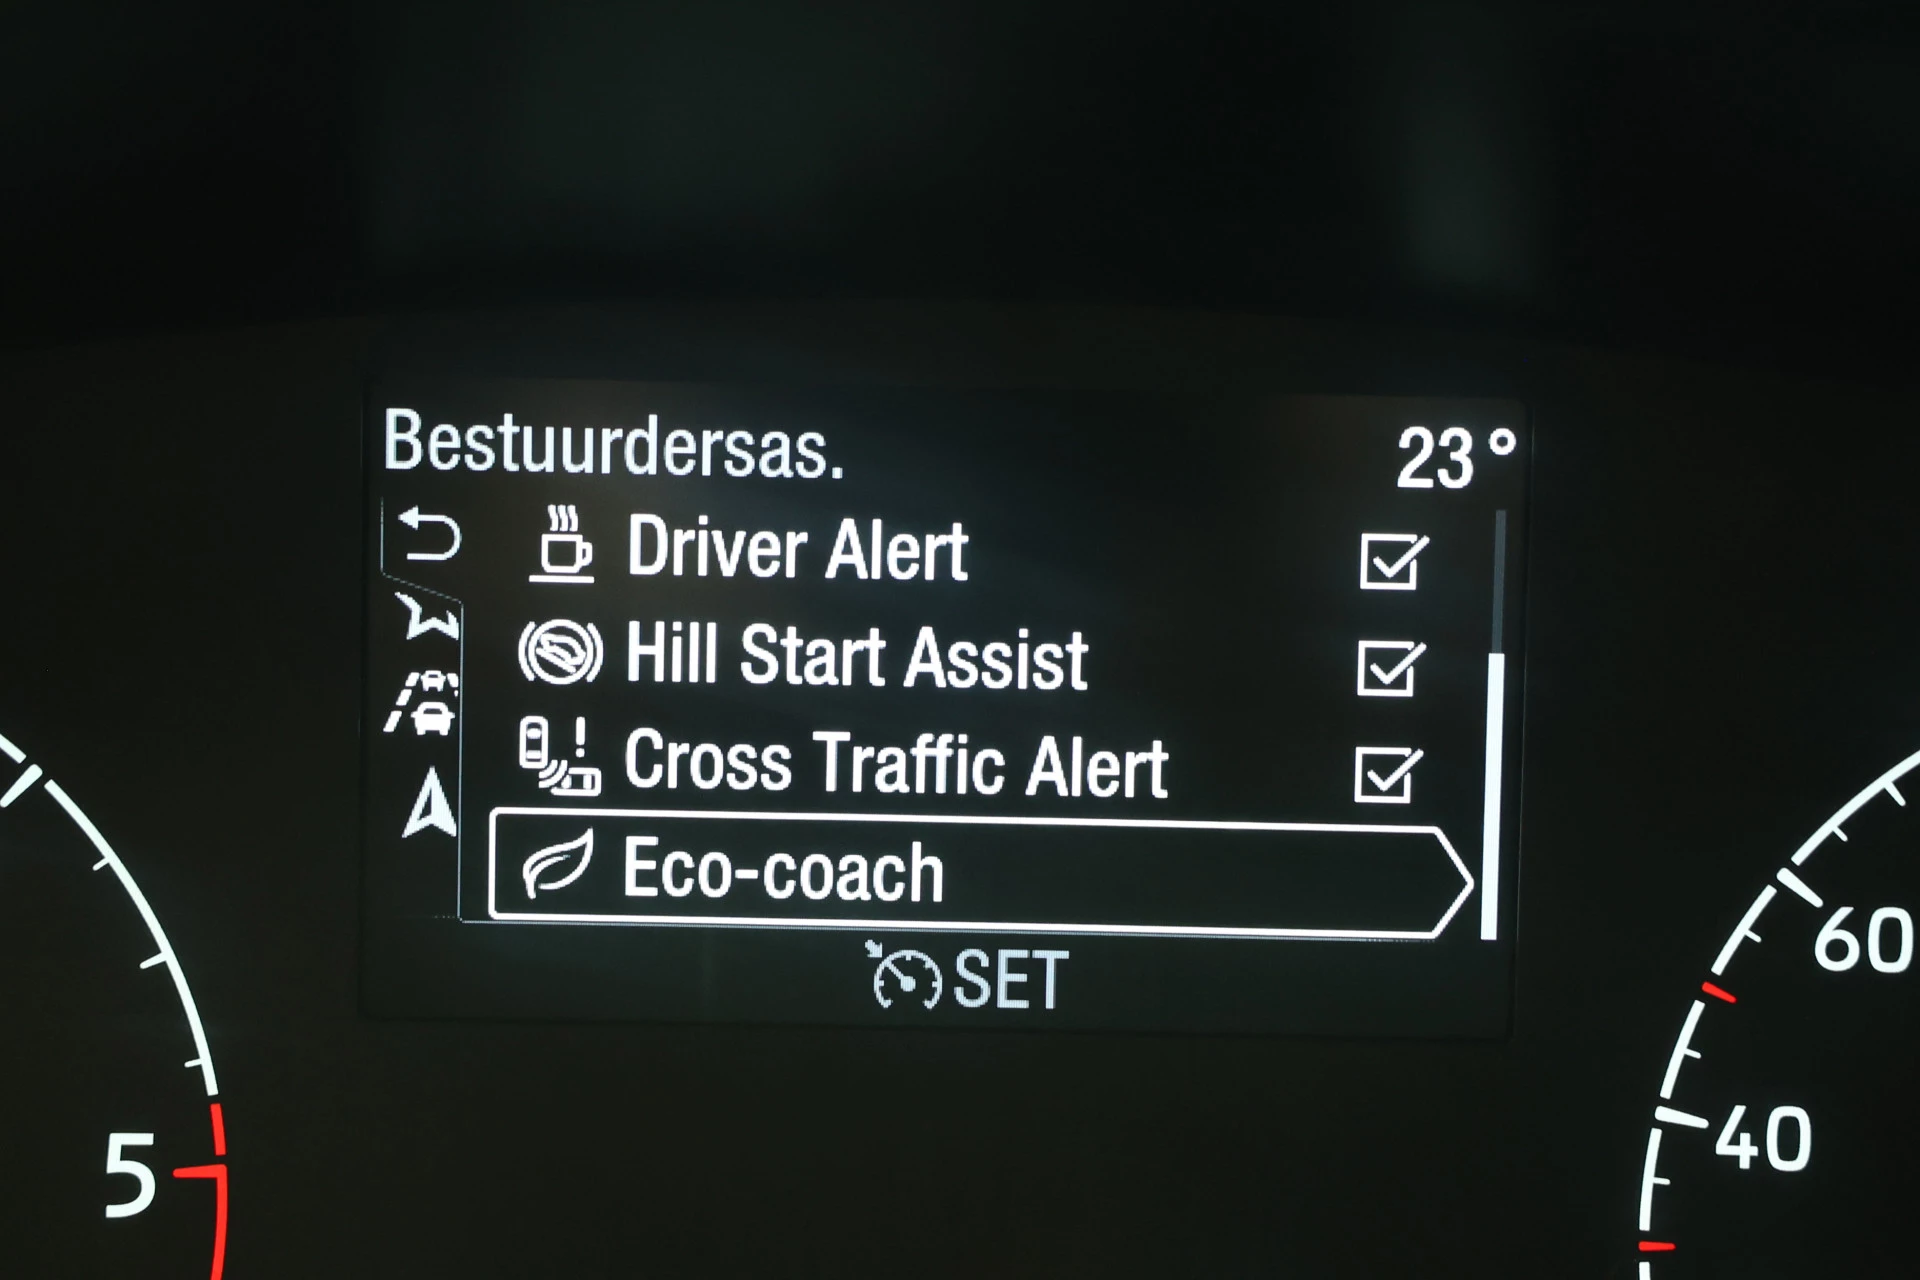 Bestuurdersas. 23°
Driver Alert
Hill Start Assist
Cross Traffic Alert
Eco-coach
SET
5
60
40